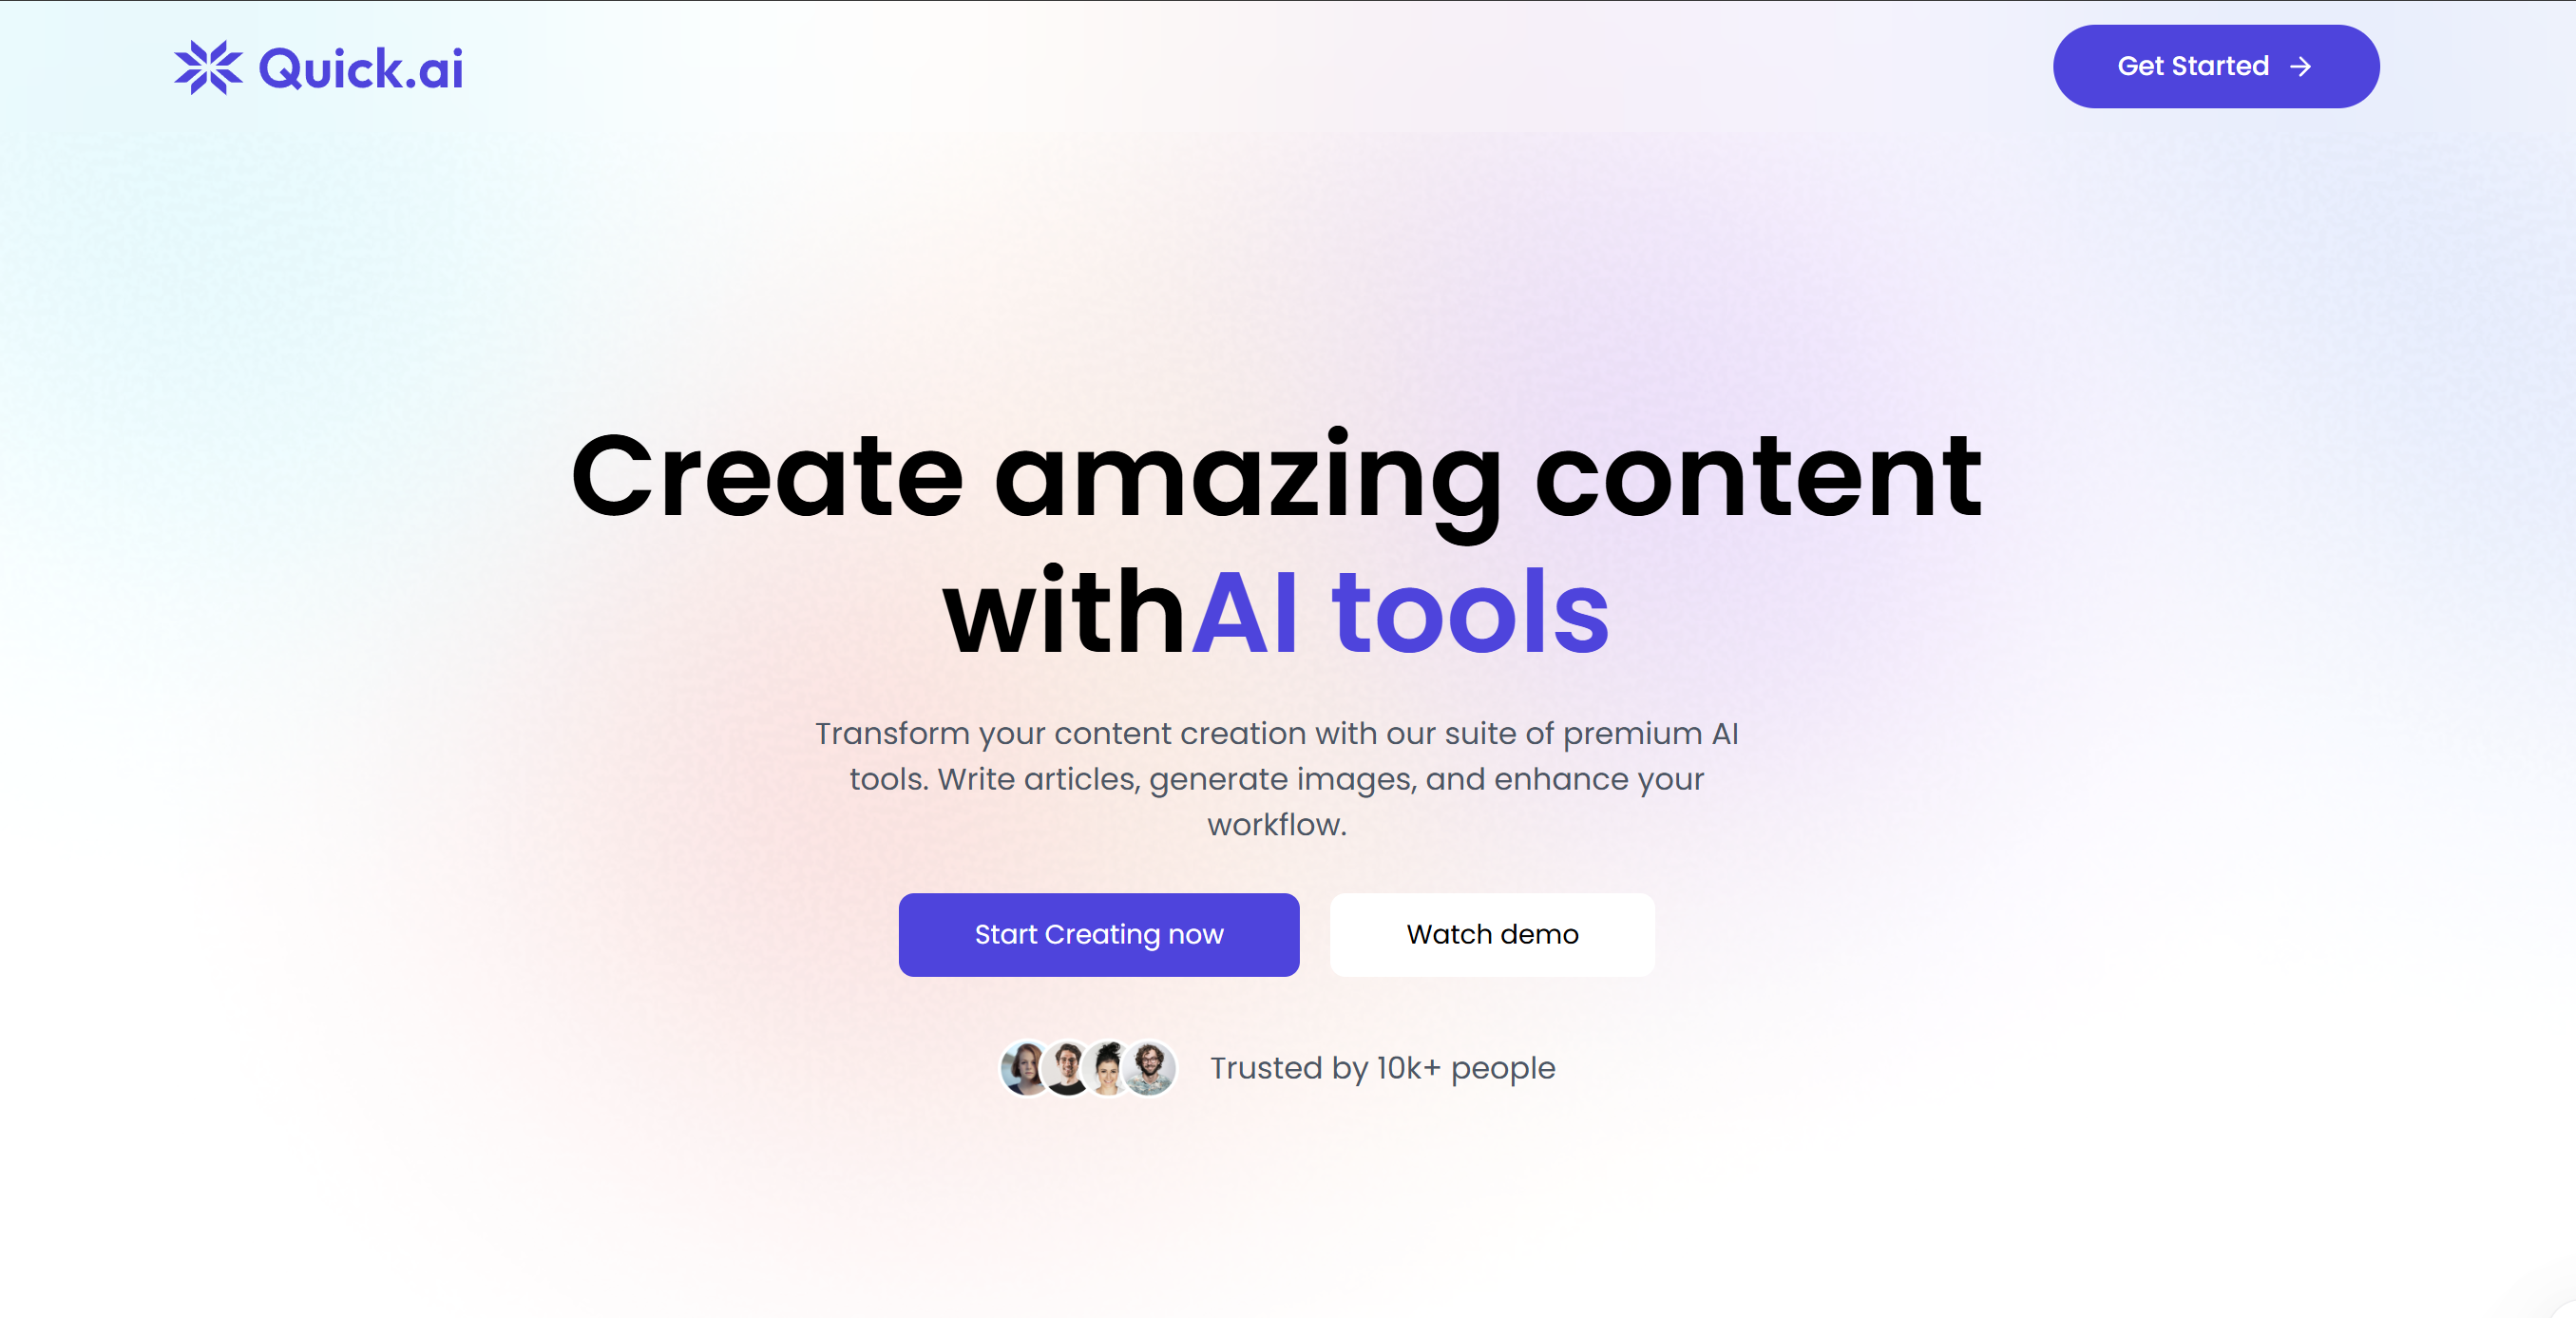 Quick.ai
Get Started
Create amazing content
withAI tools
Transform your content creation with our suite of premium AI
tools. Write articles, generate images, and enhance your
workflow.
Start Creating now
Watch demo
Trusted by 10k+ people